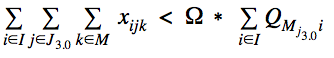 ∑_{i∈I} ∑_{j∈J_{3.0}} ∑_{k∈M} x_{ijk} < Ω * ∑_{i∈I} Q_{M_{j_{3.0}}i}